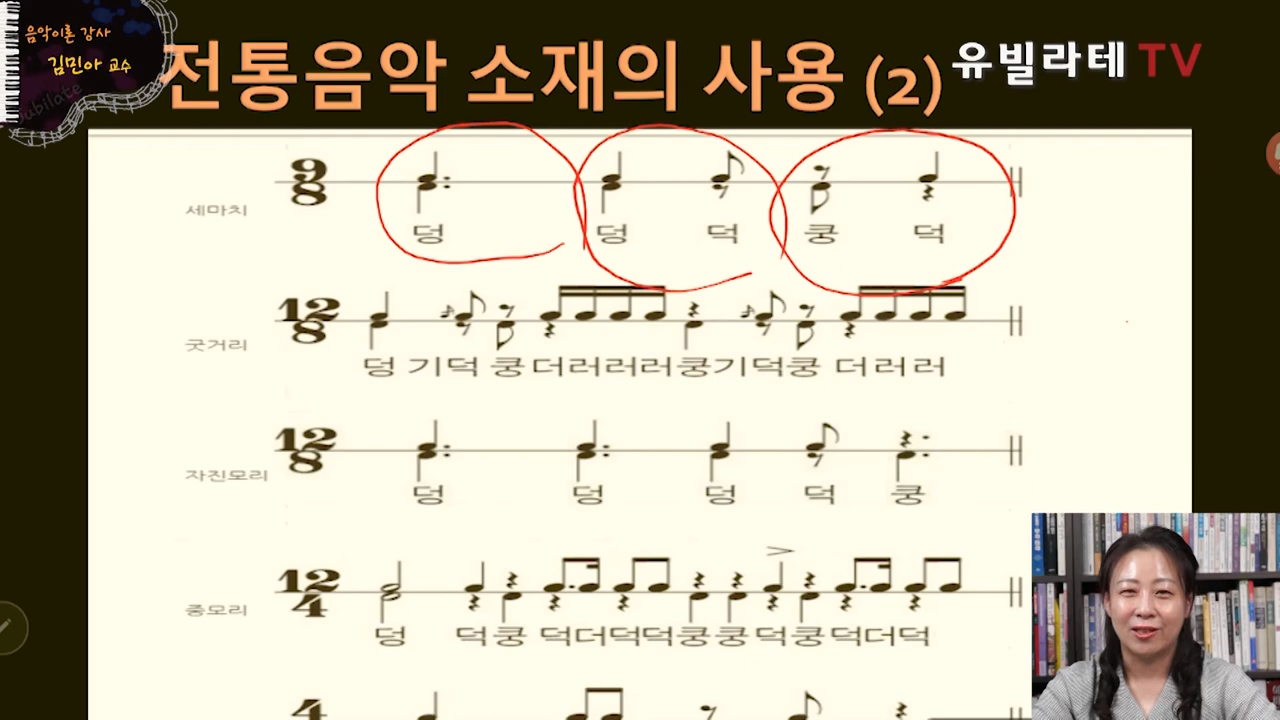 음악이론 강사
김민아 교수
Jubilate
전통음악 소재의 사용 (2)
유빌라테 TV
9
8
세마치
덩 덩 덕 쿵 덕
12
8
굿거리
덩 기덕 쿵 더러러러 쿵기덕쿵 더러러
12
8
자진모리
덩 덩 덩 덕 쿵
12
4
중모리
덩 덕쿵 덕더덕덕쿵쿵 덕쿵덕더덕
4